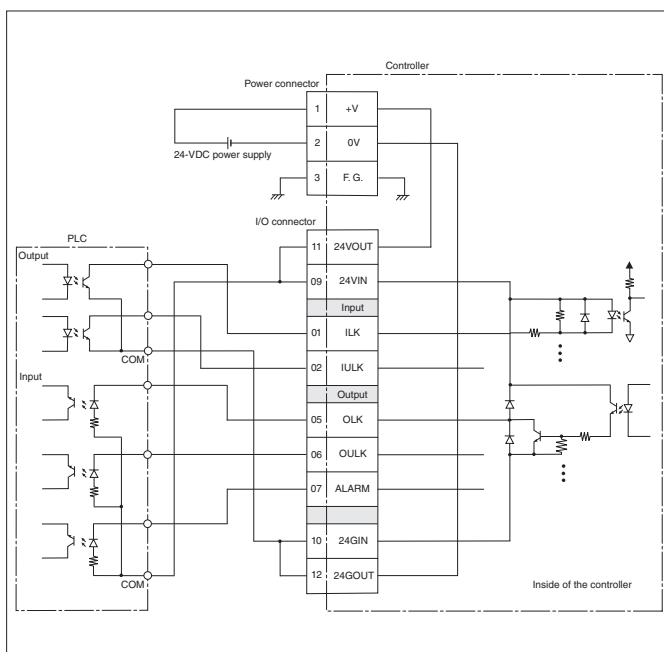 Controller
Power connector
1 +V
2 0V
24-VDC power supply
3 F. G.
I/O connector
PLC
Output
11 24VOUT
09 24VIN
Input
01 ILK
COM
02 IULK
Input
Output
05 OLK
06 OULK
07 ALARM
10 24GIN
COM
12 24GOUT
Inside of the controller